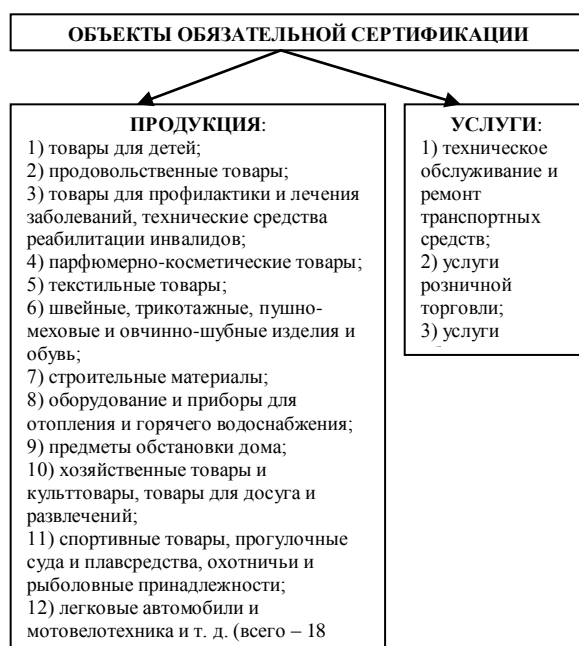 ОБЪЕКТЫ ОБЯЗАТЕЛЬНОЙ СЕРТИФИКАЦИИ
ПРОДУКЦИЯ:
1) товары для детей;
2) продовольственные товары;
3) товары для профилактики и лечения
заболеваний, технические средства
реабилитации инвалидов;
4) парфюмерно-косметические товары;
5) текстильные товары;
6) швейные, трикотажные, пушно-
меховые и овчинно-шубные изделия и
обувь;
7) строительные материалы;
8) оборудование и приборы для
отопления и горячего водоснабжения;
9) предметы обстановки дома;
10) хозяйственные товары и
культтовары, товары для досуга и
развлечений;
11) спортивные товары, прогулочные
суда и плавсредства, охотничьи и
рыболовные принадлежности;
12) легковые автомобили и
мотовелотехника и т. д. (всего – 18
УСЛУГИ:
1) техническое
обслуживание и
ремонт
транспортных
средств;
2) услуги
розничной
торговли;
3) услуги